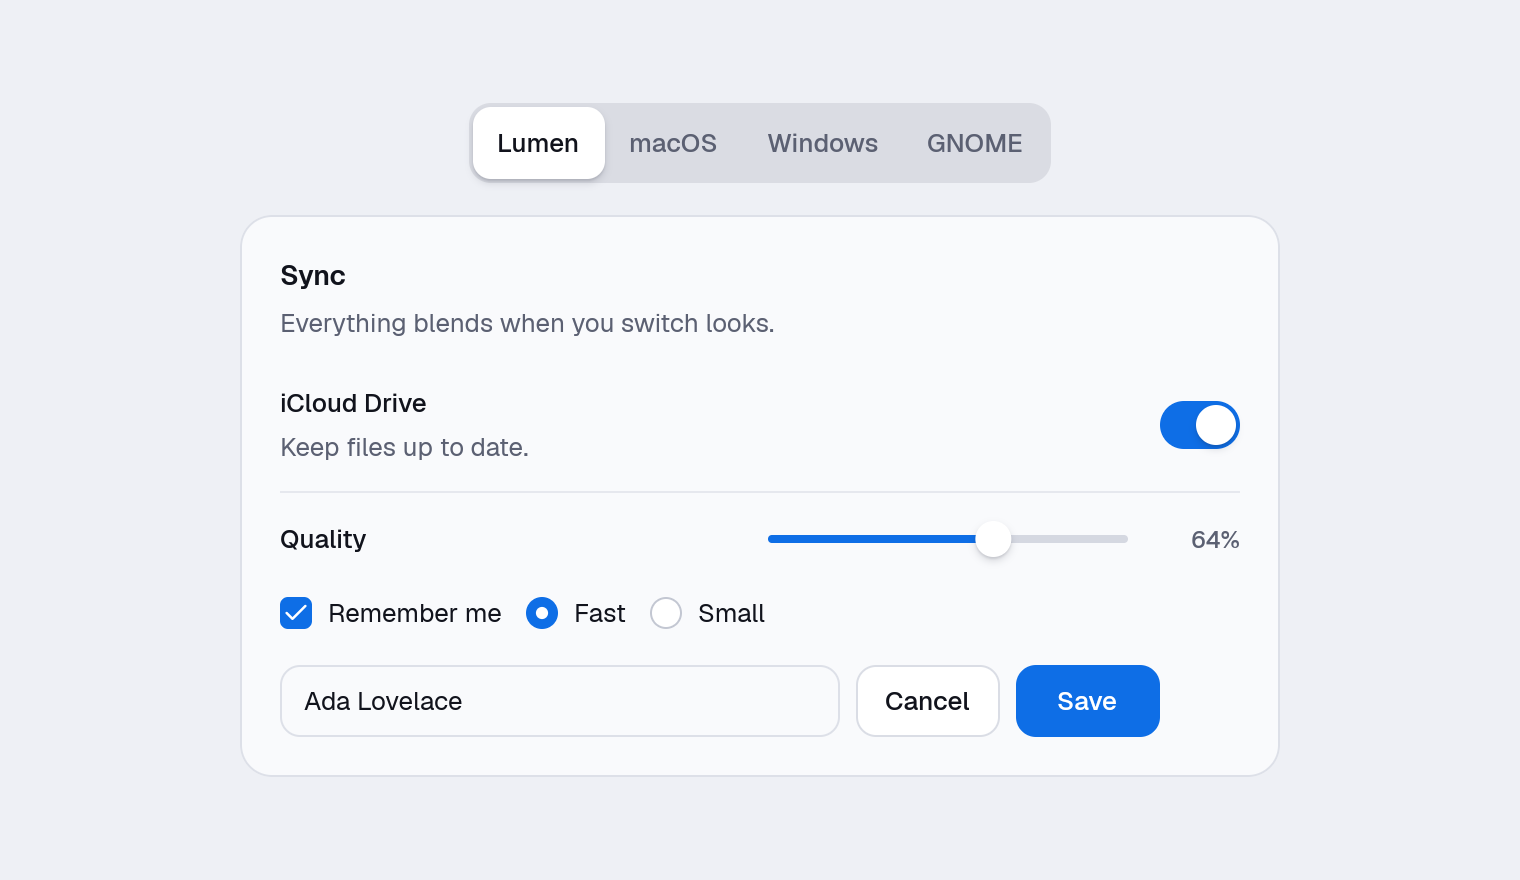 Lumen macOS Windows GNOME
Sync
Everything blends when you switch looks.
iCloud Drive
Keep files up to date.
Quality 64%
Remember me Fast Small
Ada Lovelace Cancel Save